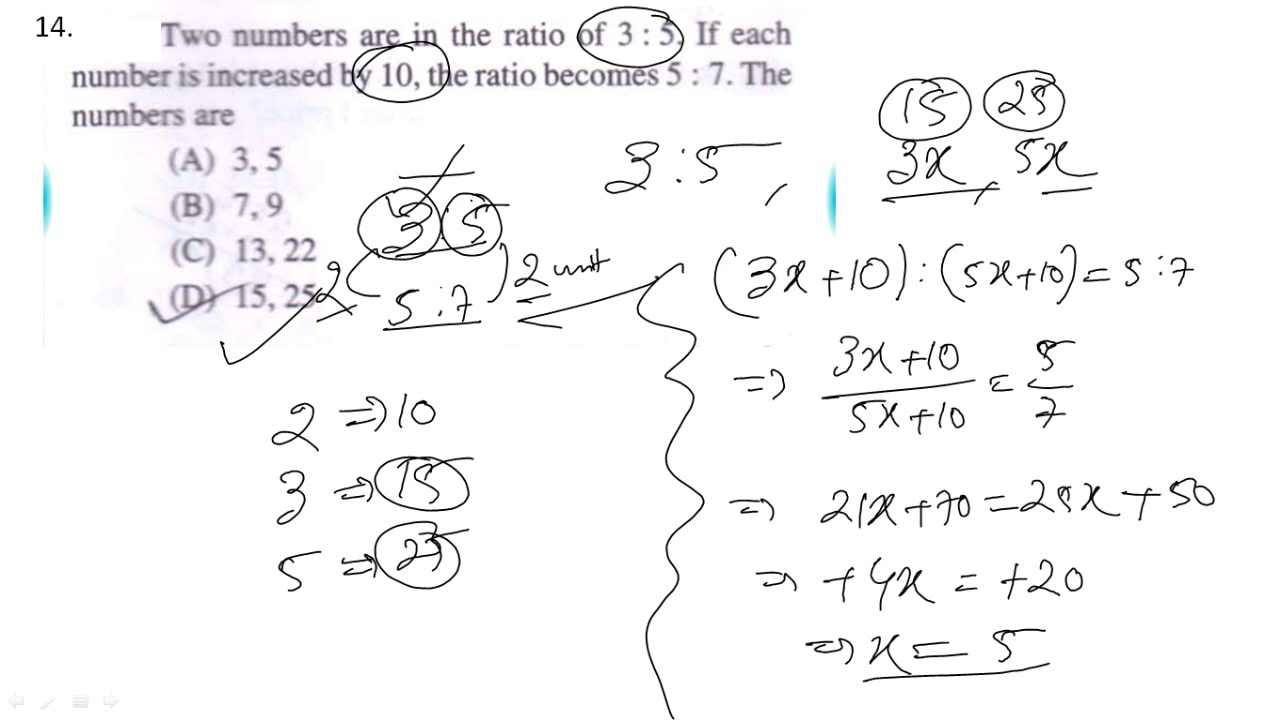 14.
Two numbers are in the ratio of 3 : 5. If each
number is increased by 10, the ratio becomes 5 : 7. The
numbers are
(A) 3, 5
(B) 7, 9
(C) 13, 22
(D) 15, 25
3 5
2 2 unit
5 : 7
2 ⇒ 10
3 ⇒ 15
5 ⇒ 25
3 : 5,
15 25
3x, 5x
(3x+10) : (5x+10) = 5 : 7
⇒ 3x+10 / 5x+10 = 5 / 7
⇒ 21x+70 = 25x+50
⇒ +4x = +20
⇒ x = 5